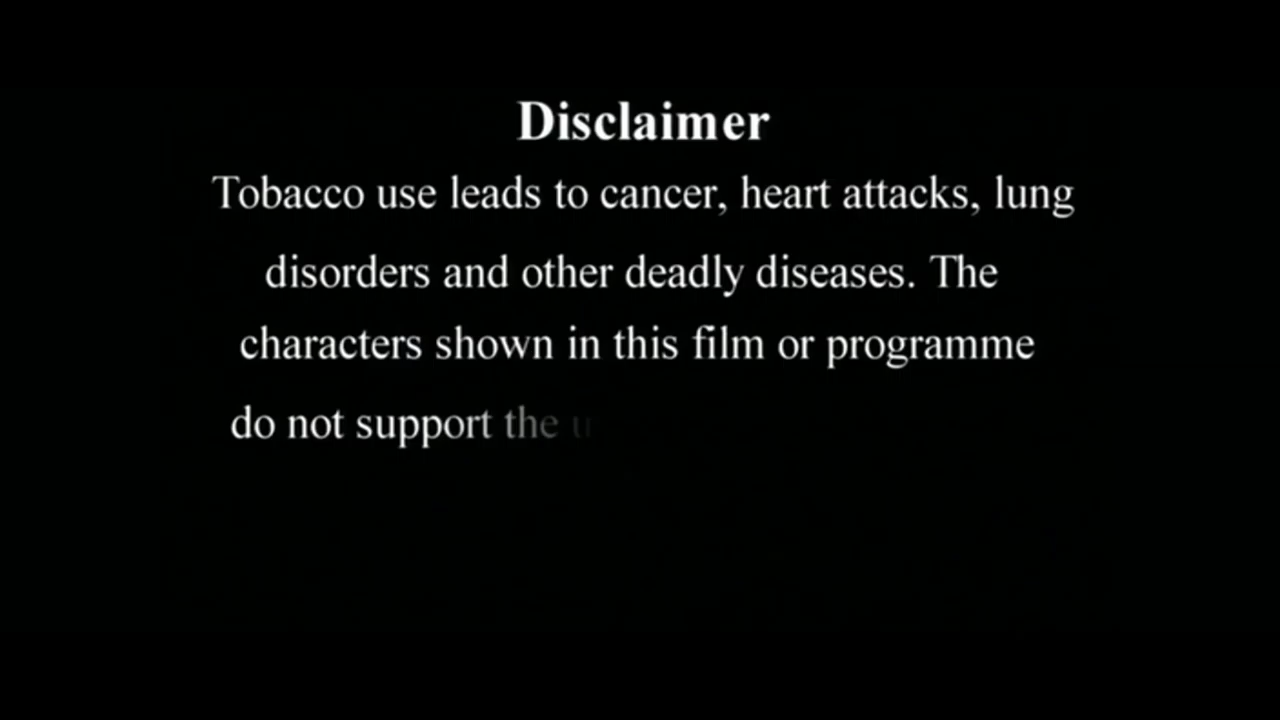 Disclaimer
Tobacco use leads to cancer, heart attacks, lung
disorders and other deadly diseases. The
characters shown in this film or programme
do not support the